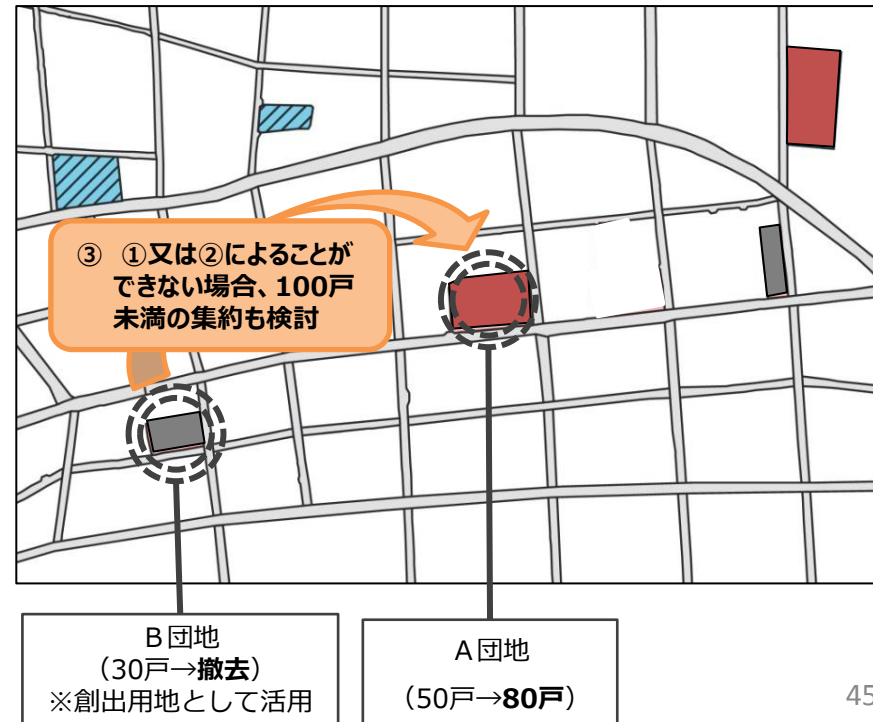 ③ ①又は②によることが
できない場合、100戸
未満の集約も検討
B団地
（30戸→撤去）
※創出用地として活用
A団地
（50戸→80戸）
45